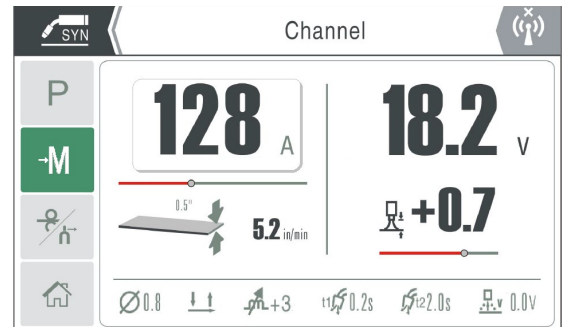 SYN
Channel
P
128 A
18.2 V
M
0.5"
5.2 in/min
+0.7
Ø0.8
+3
t1 0.2s
t2 2.0s
V 0.0V